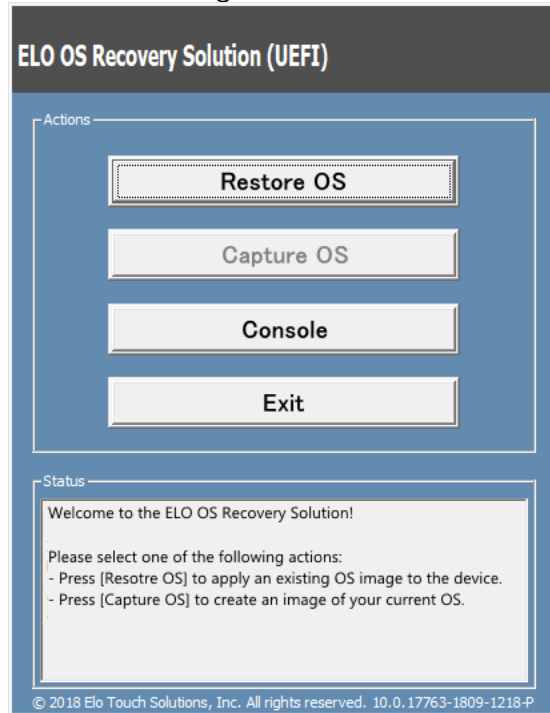 ELO OS Recovery Solution (UEFI)
Actions
Restore OS
Capture OS
Console
Exit
Status
Welcome to the ELO OS Recovery Solution!
Please select one of the following actions:
- Press [Resotre OS] to apply an existing OS image to the device.
- Press [Capture OS] to create an image of your current OS.
© 2018 Elo Touch Solutions, Inc. All rights reserved. 10.0.17763-1809-1218-P